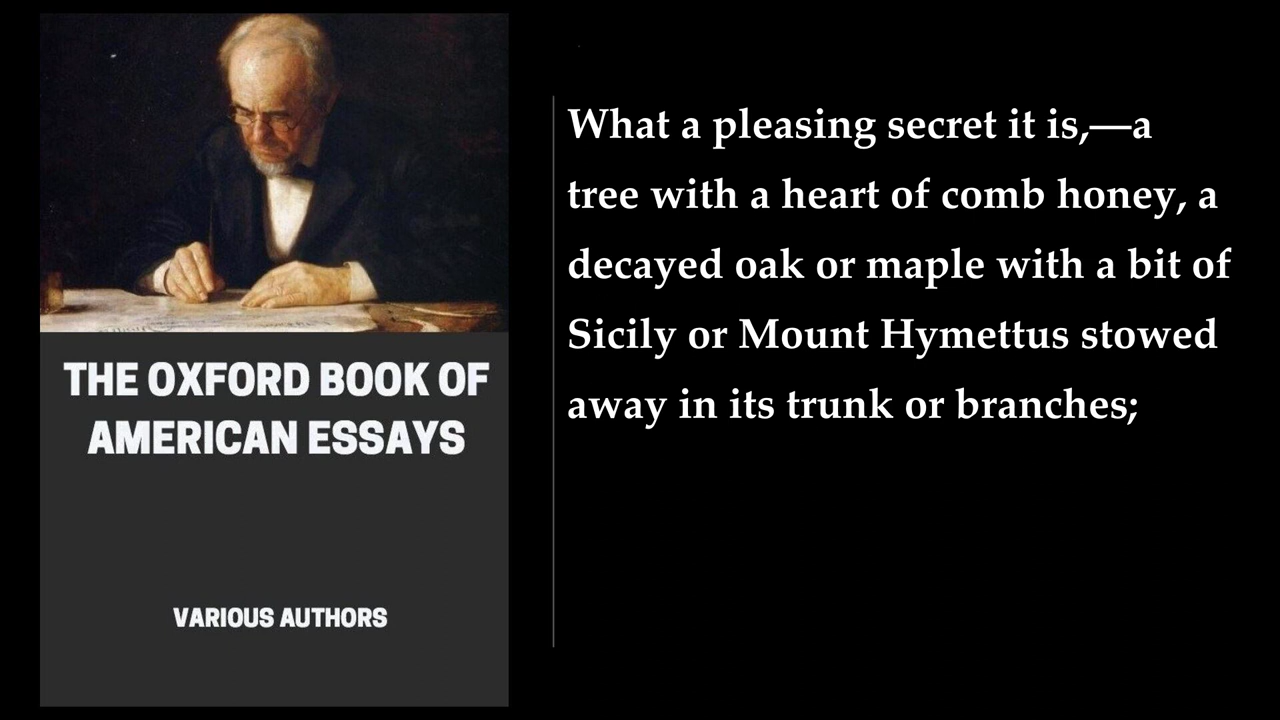 THE OXFORD BOOK OF
AMERICAN ESSAYS
VARIOUS AUTHORS
What a pleasing secret it is,—a
tree with a heart of comb honey, a
decayed oak or maple with a bit of
Sicily or Mount Hymettus stowed
away in its trunk or branches;